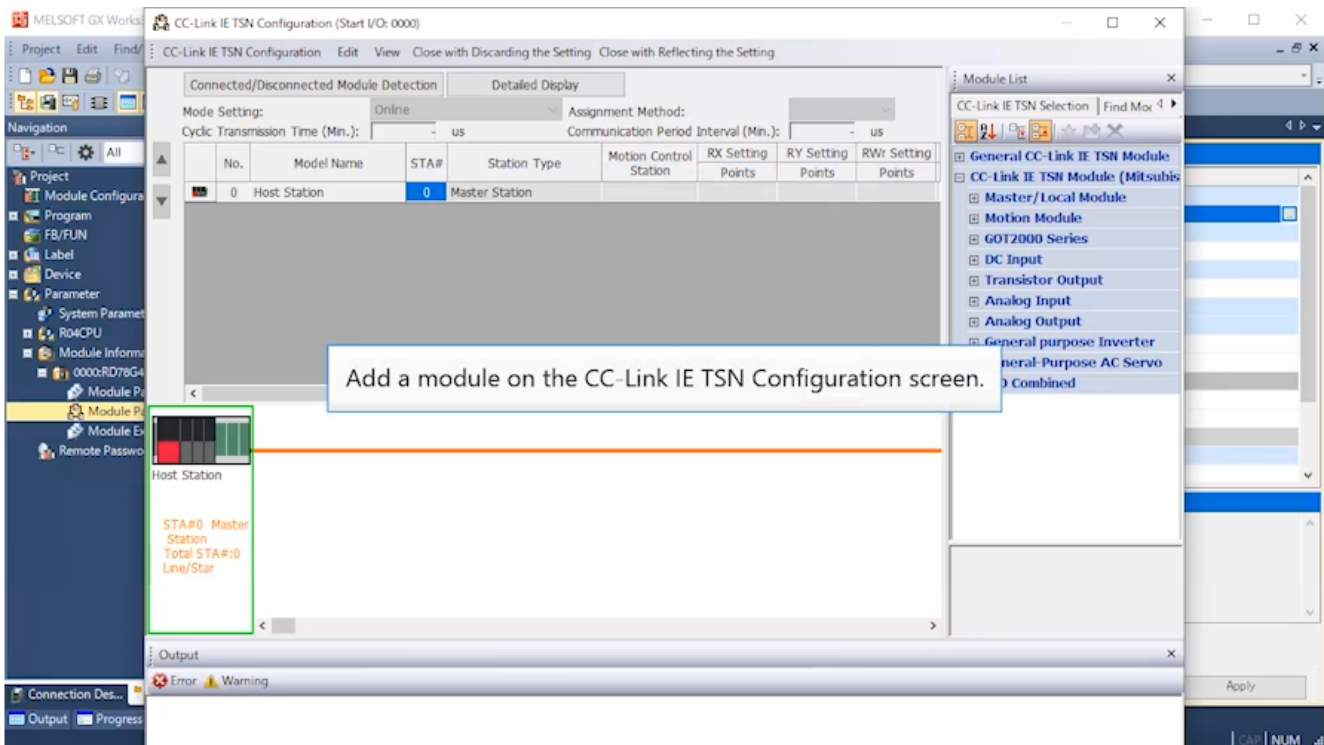 MELSOFT GX Works
CC-Link IE TSN Configuration (Start I/O: 0000)
Project Edit Find/
CC-Link IE TSN Configuration Edit View Close with Discarding the Setting Close with Reflecting the Setting
Navigation
All
Project
Module Configura
Program
FB/FUN
Label
Device
Parameter
System Paramet
R04CPU
Module Informa
0000:RD78G4
Module Pa
Module Pa
Module Ex
Remote Passwo
Connection Des...
Output Progress
Connected/Disconnected Module Detection Detailed Display
Mode Setting: Online Assignment Method:
Cyclic Transmission Time (Min.): - us Communication Period Interval (Min.): - us
No. Model Name STA# Station Type Motion Control Station RX Setting RY Setting RWr Setting
Points Points Points
0 Host Station 0 Master Station
Add a module on the CC-Link IE TSN Configuration screen.
Host Station
STA#0 Master
Station
Total STA#:0
Line/Star
Module List
CC-Link IE TSN Selection Find Mod
General CC-Link IE TSN Module
CC-Link IE TSN Module (Mitsubis
Master/Local Module
Motion Module
GOT2000 Series
DC Input
Transistor Output
Analog Input
Analog Output
General purpose Inverter
neral-Purpose AC Servo
Combined
Output
Error Warning
Apply
CAP NUM